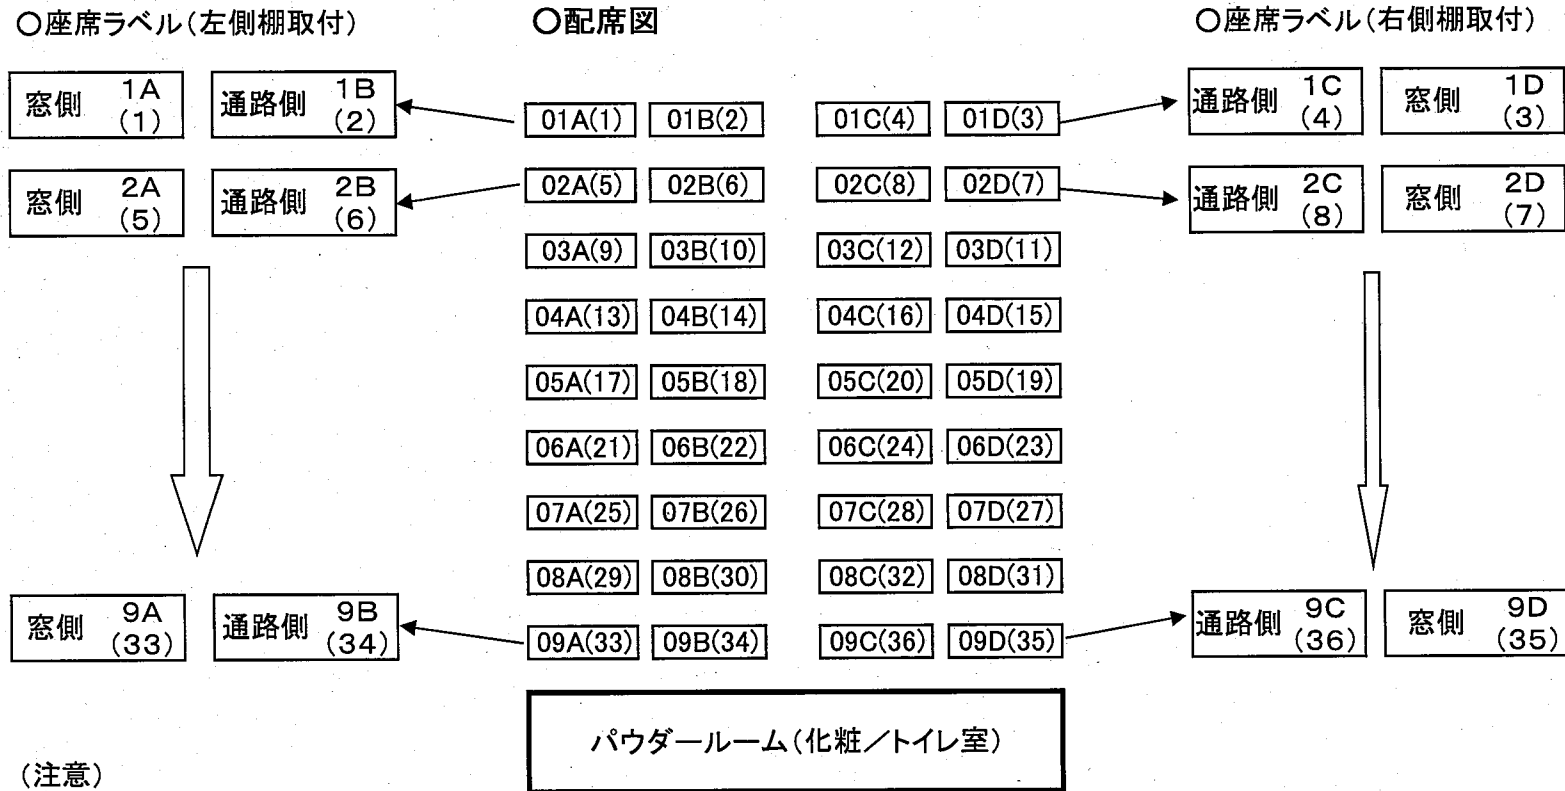 〇座席ラベル(左側棚取付)
〇配席図
〇座席ラベル(右側棚取付)
窓側 1A (1)
通路側 1B (2)
01A(1) 01B(2) 01C(4) 01D(3)
通路側 1C (4)
窓側 1D (3)
窓側 2A (5)
通路側 2B (6)
02A(5) 02B(6) 02C(8) 02D(7)
通路側 2C (8)
窓側 2D (7)
03A(9) 03B(10) 03C(12) 03D(11)
04A(13) 04B(14) 04C(16) 04D(15)
05A(17) 05B(18) 05C(20) 05D(19)
06A(21) 06B(22) 06C(24) 06D(23)
07A(25) 07B(26) 07C(28) 07D(27)
08A(29) 08B(30) 08C(32) 08D(31)
窓側 9A (33)
通路側 9B (34)
09A(33) 09B(34) 09C(36) 09D(35)
通路側 9C (36)
窓側 9D (35)
パウダールーム(化粧/トイレ室)
(注意)